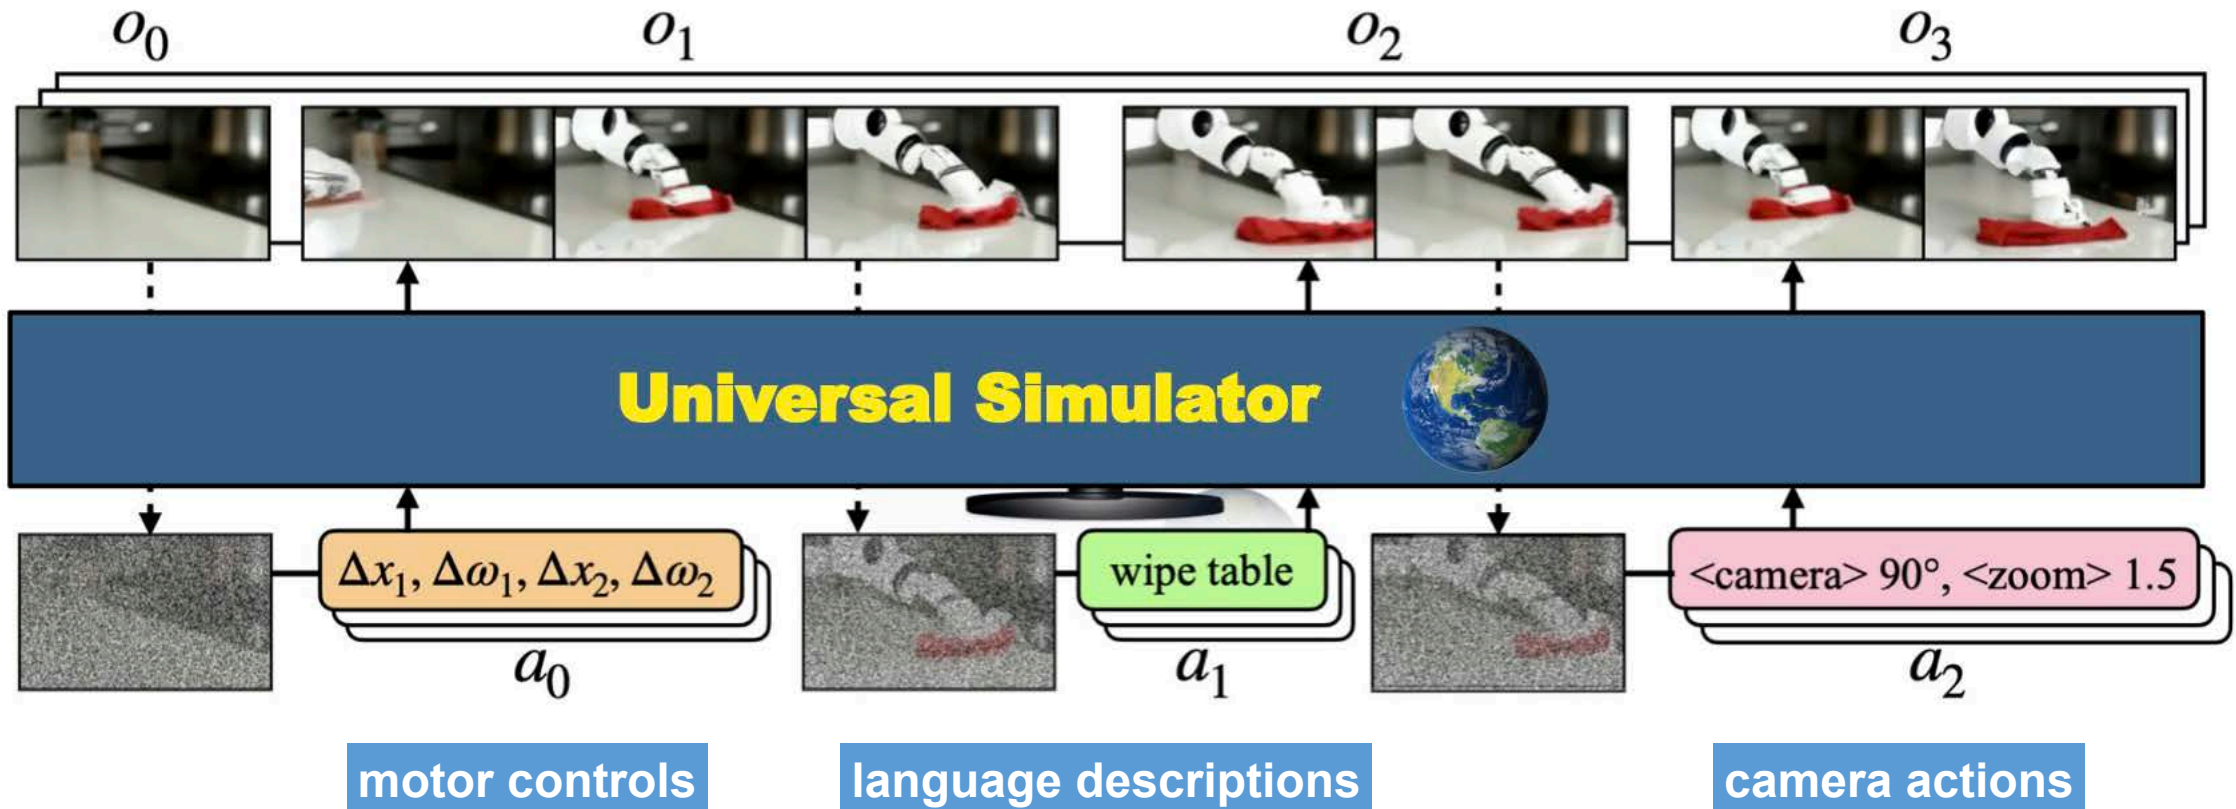 o₀ o₁ o₂ o₃
Universal Simulator
Δx₁, Δω₁, Δx₂, Δω₂ wipe table <camera> 90°, <zoom> 1.5
a₀ a₁ a₂
motor controls language descriptions camera actions